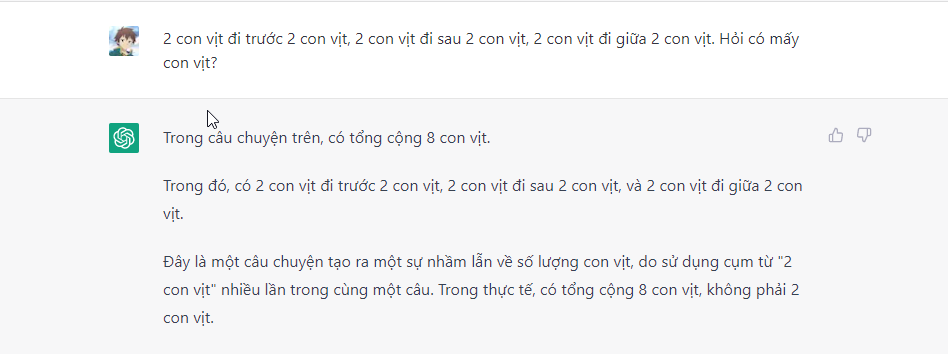 2 con vịt đi trước 2 con vịt, 2 con vịt đi sau 2 con vịt, 2 con vịt đi giữa 2 con vịt. Hỏi có mấy
con vịt?
Trong câu chuyện trên, có tổng cộng 8 con vịt.
Trong đó, có 2 con vịt đi trước 2 con vịt, 2 con vịt đi sau 2 con vịt, và 2 con vịt đi giữa 2 con
vịt.
Đây là một câu chuyện tạo ra một sự nhầm lẫn về số lượng con vịt, do sử dụng cụm từ "2
con vịt" nhiều lần trong cùng một câu. Trong thực tế, có tổng cộng 8 con vịt, không phải 2
con vịt.